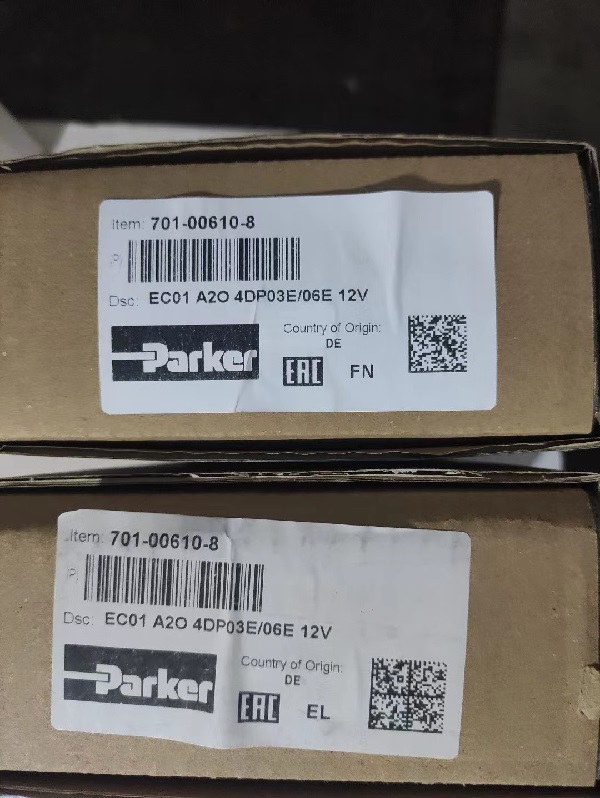 Item: 701-00610-8
(P)
Dsc: EC01 A2O 4DP03E/06E 12V
Parker
Country of Origin:
DE
EAC FN
Item: 701-00610-8
(P)
Dsc: EC01 A2O 4DP03E/06E 12V
Parker
Country of Origin:
DE
EAC EL